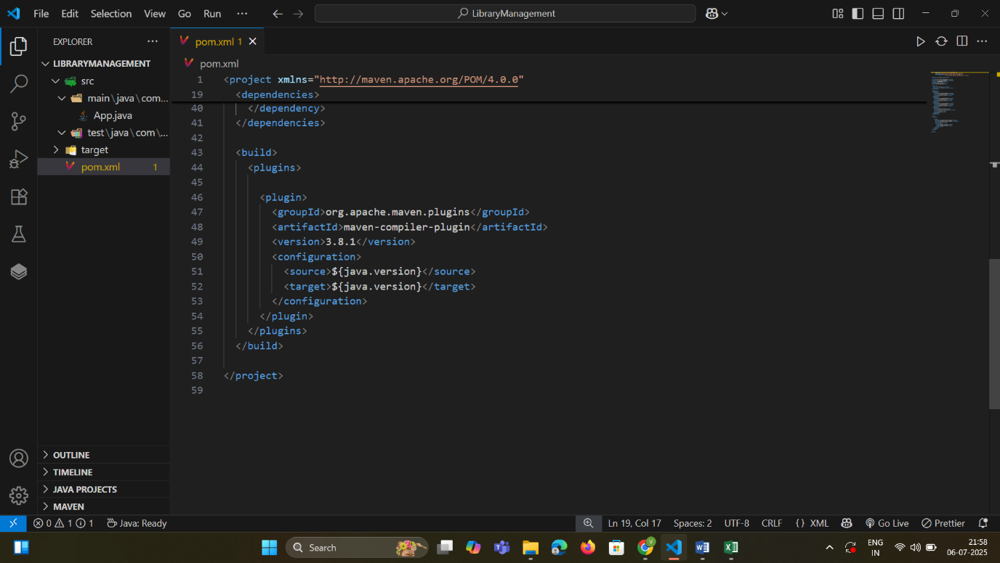 File Edit Selection View Go Run ··· LibraryManagement
EXPLORER ···
LIBRARYMANAGEMENT
src
main\java\com...
App.java
test\java\com\...
target
pom.xml 1
OUTLINE
TIMELINE
JAVA PROJECTS
MAVEN
pom.xml 1
pom.xml
1 <project xmlns="http://maven.apache.org/POM/4.0.0"
19 <dependencies>
40 </dependency>
41 </dependencies>
42
43 <build>
44 <plugins>
45
46 <plugin>
47 <groupId>org.apache.maven.plugins</groupId>
48 <artifactId>maven-compiler-plugin</artifactId>
49 <version>3.8.1</version>
50 <configuration>
51 <source>${java.version}</source>
52 <target>${java.version}</target>
53 </configuration>
54 </plugin>
55 </plugins>
56 </build>
57
58 </project>
59
0 1 1 Java: Ready Ln 19, Col 17 Spaces: 2 UTF-8 CRLF {} XML Go Live Prettier
Search
ENG
IN
21:58
06-07-2025